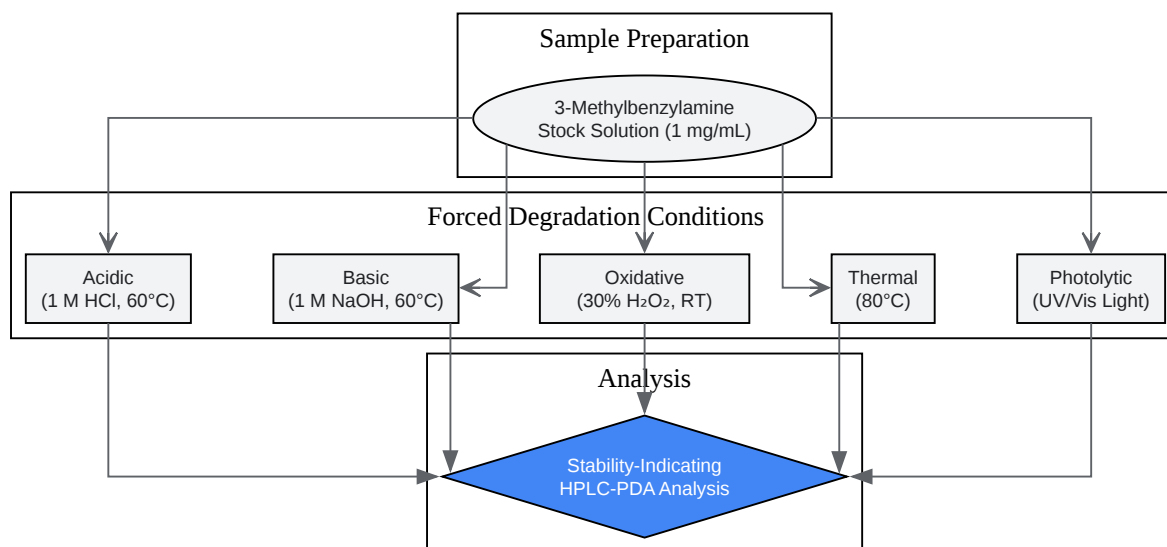 Sample Preparation
3-Methylbenzylamine
Stock Solution (1 mg/mL)
Forced Degradation Conditions
Acidic
(1 M HCl, 60°C)
Basic
(1 M NaOH, 60°C)
Oxidative
(30% H₂O₂, RT)
Thermal
(80°C)
Photolytic
(UV/Vis Light)
Analysis
Stability-Indicating
HPLC-PDA Analysis